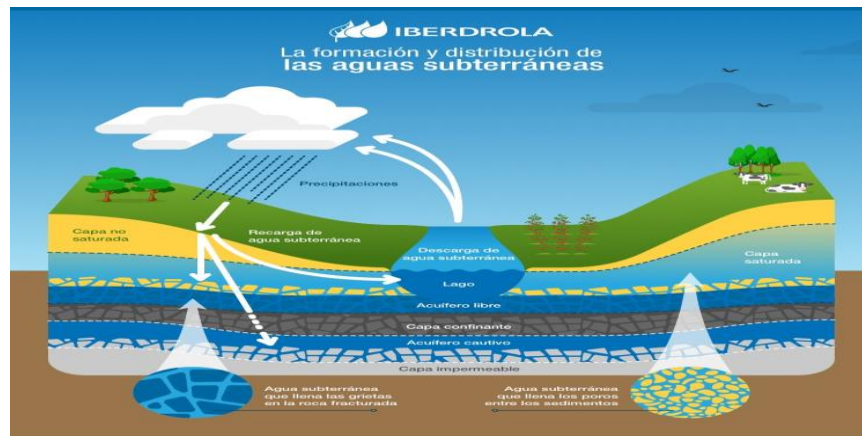 IBERDROLA
La formación y distribución de
las aguas subterráneas
Precipitaciones
Capa no
saturada
Recarga de
agua subterránea
Descarga de
agua subterránea
Capa
saturada
Lago
Acuífero libre
Capa confinante
Acuífero cautivo
Capa impermeable
Agua subterránea
que llena las grietas
en la roca fracturada
Agua subterránea
que llena los poros
entre los sedimentos